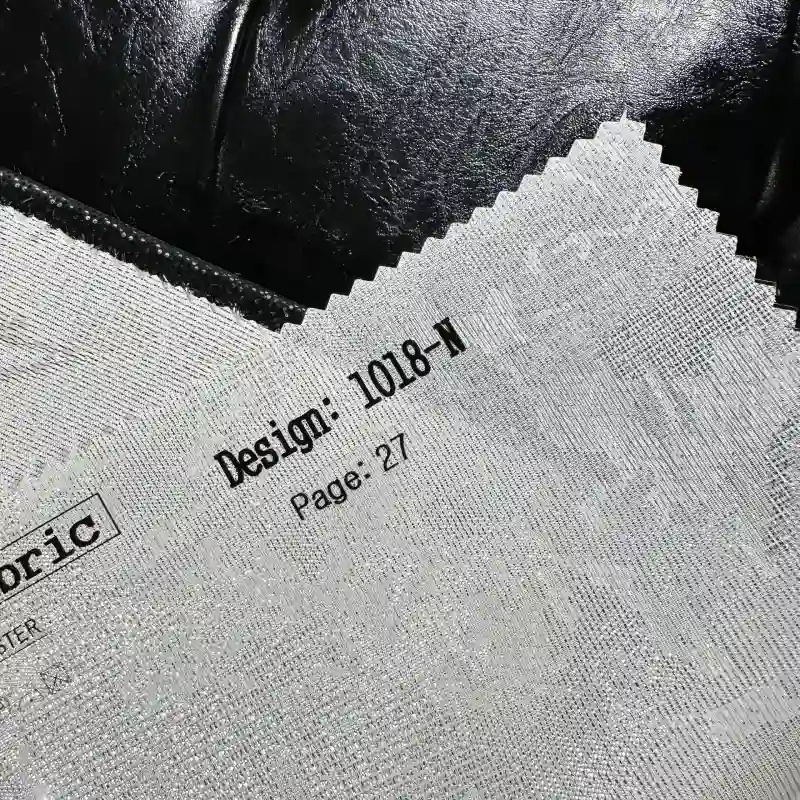 Design: 1018-N
Page: 27
bric
STER